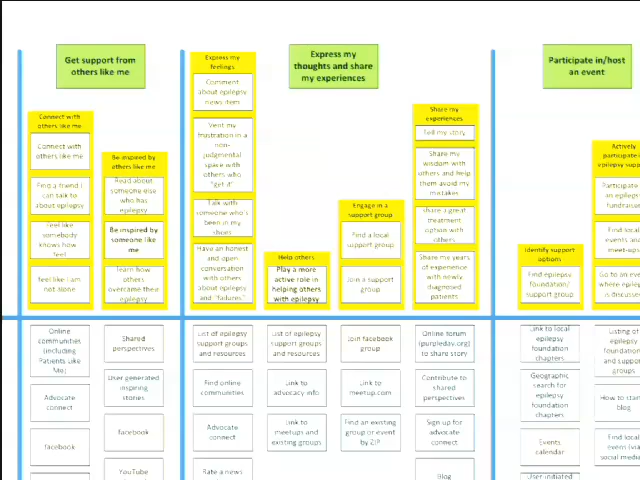 Get support from
others like me
Express my
thoughts and share
my experiences
Participate in/host
an event
Connect with
others like me
Connect with
others like me
Find a friend I
can talk to
about epilepsy
Feel like
somebody
knows how I
feel
Feel like I am
not alone
Be inspired by
others like me
Read about
someone else
who has
epilepsy
Be inspired by
someone like
me
Learn how
others
overcame their
epilepsy
Express my
feelings
Comment
about epilepsy
news item
Vent my
frustration in a
non-
judgmental
space with
others who
"get it"
Talk with
someone who's
been in my
shoes
Have an honest
and open
conversation
with others
about epilepsy
and "failures"
Help others
Play a more
active role in
helping others
with epilepsy
Engage in a
support group
Find a local
support group
Join a support
group
Share my
experiences
Tell my story
Share my
wisdom with
others and help
them avoid my
mistakes
Share a great
treatment
option with
others
Share my years
of experience
with newly
diagnosed
patients
Identify support
options
Find epilepsy
foundation/
support group
Actively
participate
epilepsy
Participate
an epilepsy
fundraiser
Find local
events and
meet-ups
Go to an
where epilepsy
is discussed
Online
communities
(including
Patients Like
Me)
Advocate
connect
facebook
Shared
perspectives
User generated
inspiring
stories
facebook
YouTube
List of epilepsy
support groups
and resources
Find online
communities
Advocate
connect
Rate a news
List of epilepsy
support groups
and resources
Link to
advocacy info
Link to
meetups and
existing groups
Join facebook
group
Link to
meetup.com
Find an existing
group or event
by ZIP
Online forum
(purpleday.org)
to share story
Contribute to
shared
perspectives
Sign up for
advocate
connect
Blog
Link to local
epilepsy
foundation
chapters
Geographic
search for
epilepsy
foundation
chapters
Events
calendar
User initiated
Listing of
epilepsy
and support
groups
How to start
blog
Find local
events (via
social media